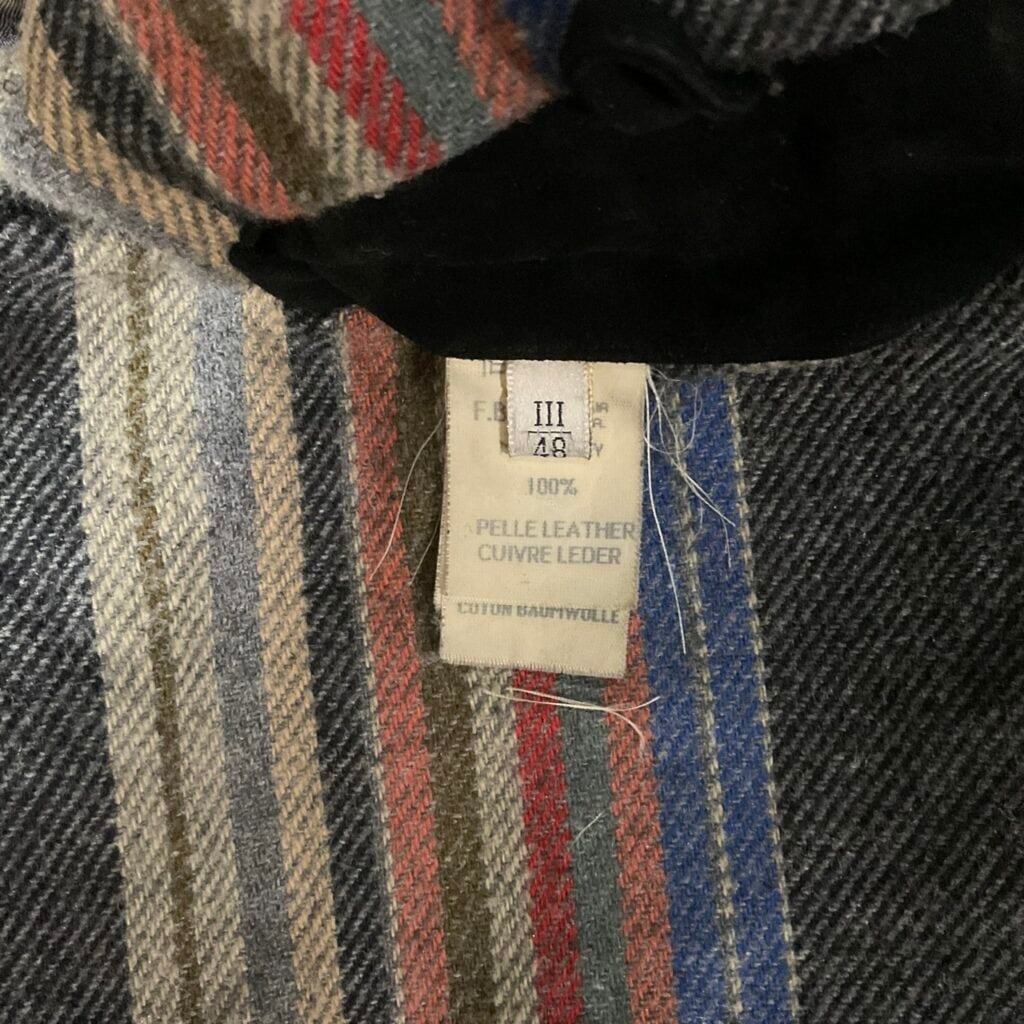 III
48
100%
PELLE LEATHER
CUIVRE LEDER
COTON BAUMWOLLE